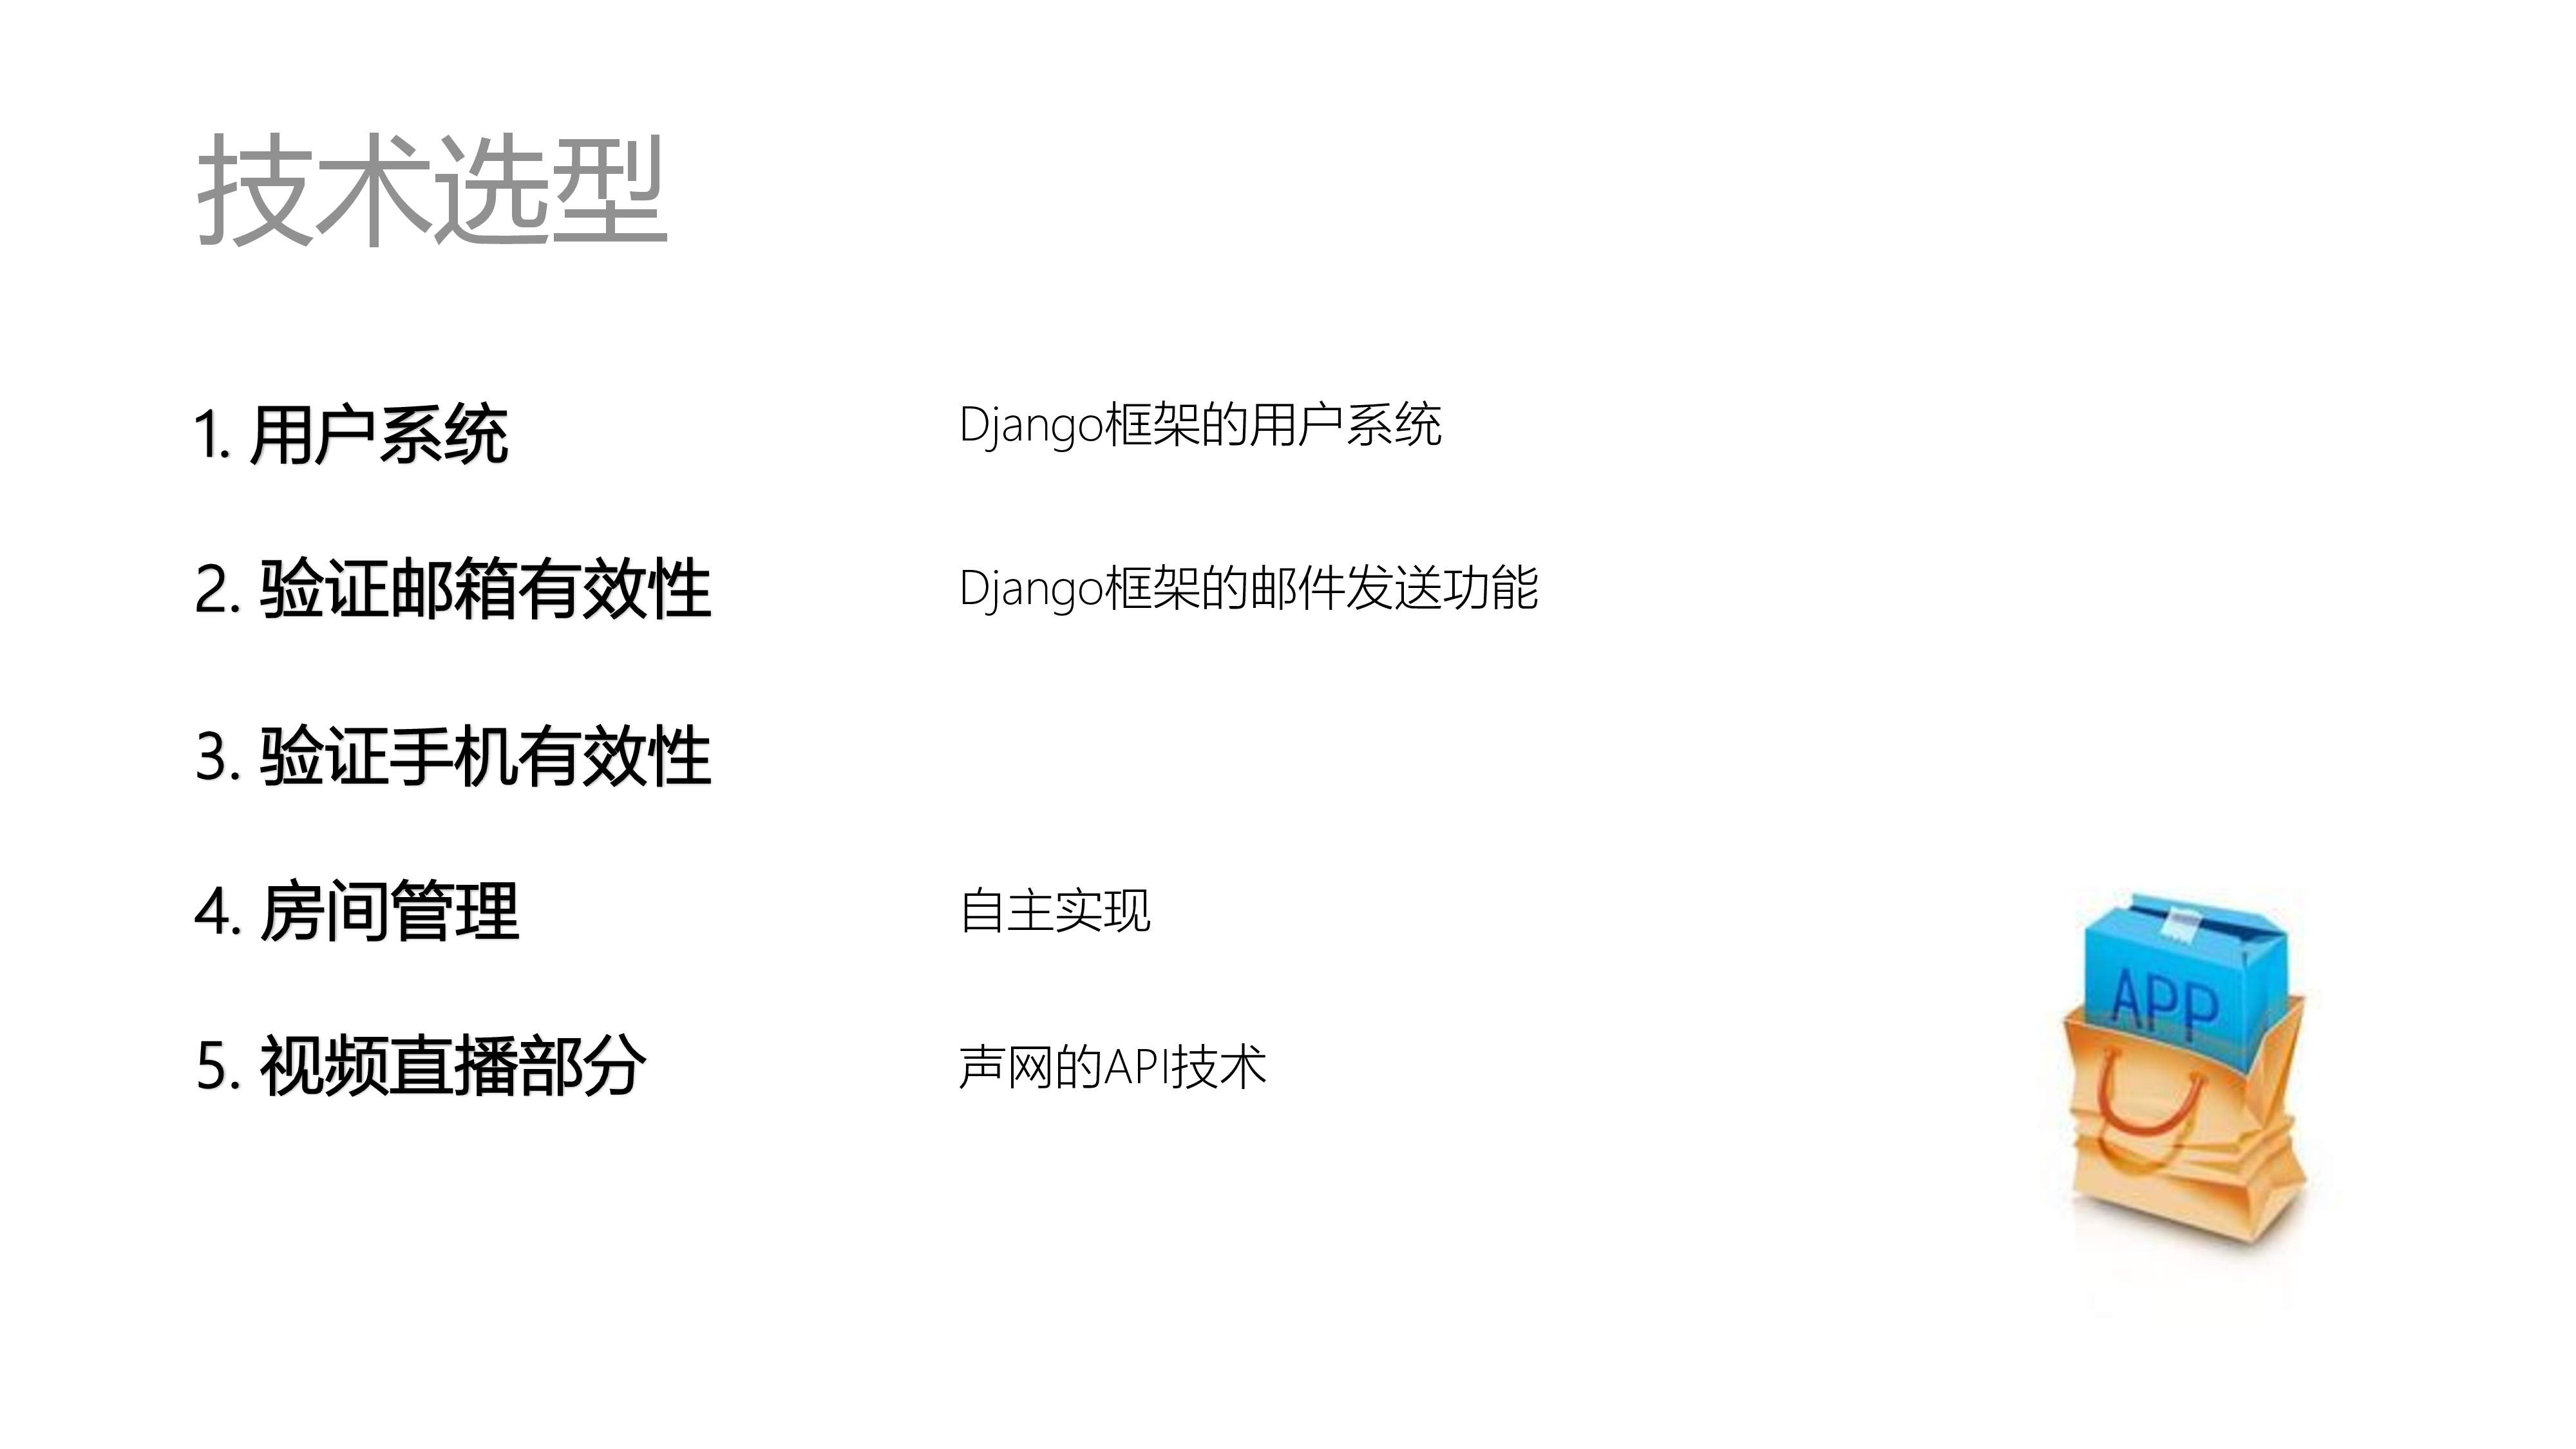 技术选型
1. 用户系统
Django框架的用户系统
2. 验证邮箱有效性
Django框架的邮件发送功能
3. 验证手机有效性
4. 房间管理
自主实现
5. 视频直播部分
声网的API技术
APP